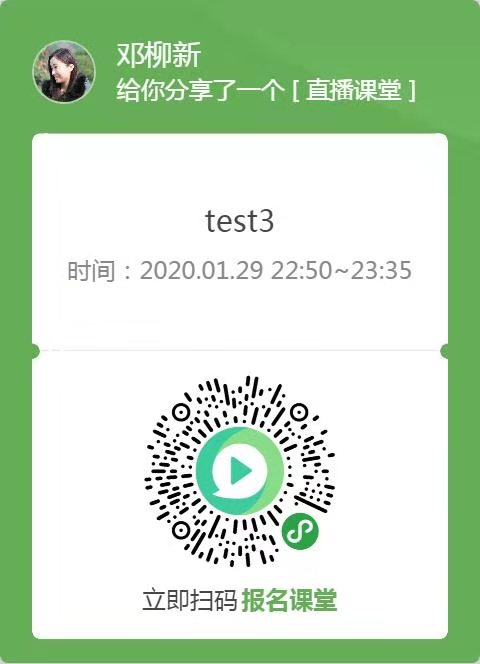 邓柳新
给你分享了一个 [ 直播课堂 ]
test3
时间：2020.01.29 22:50~23:35
立即扫码 报名课堂